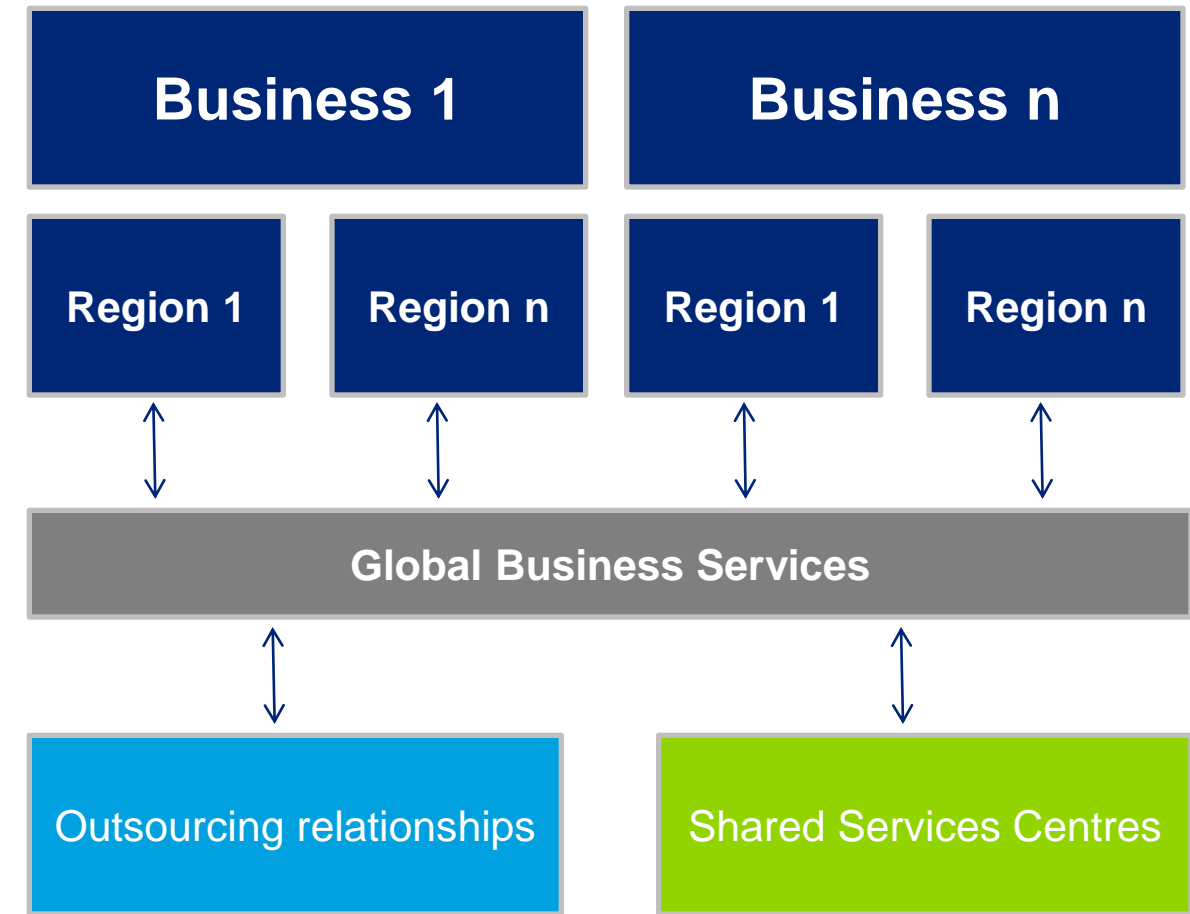 Business 1
Business n
Region 1
Region n
Region 1
Region n
Global Business Services
Outsourcing relationships
Shared Services Centres